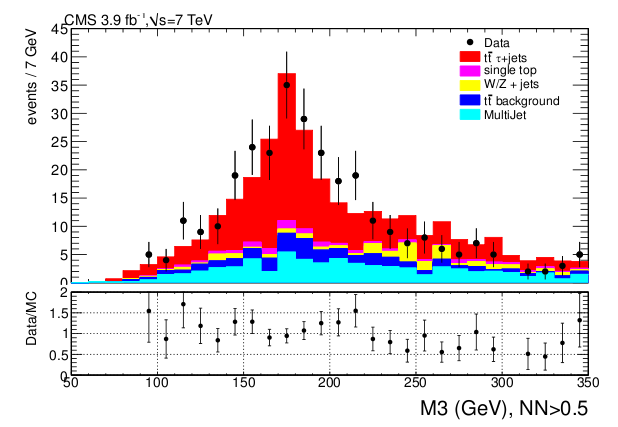 CMS 3.9 fb⁻¹,√s=7 TeV
events / 7 GeV
45
40
35
30
25
20
15
10
5
0
Data
tt̄ τ+jets
single top
W/Z + jets
tt̄ background
MultiJet
Data/MC
2
1.5
1
0.5
0
50 100 150 200 250 300 350
M3 (GeV), NN>0.5